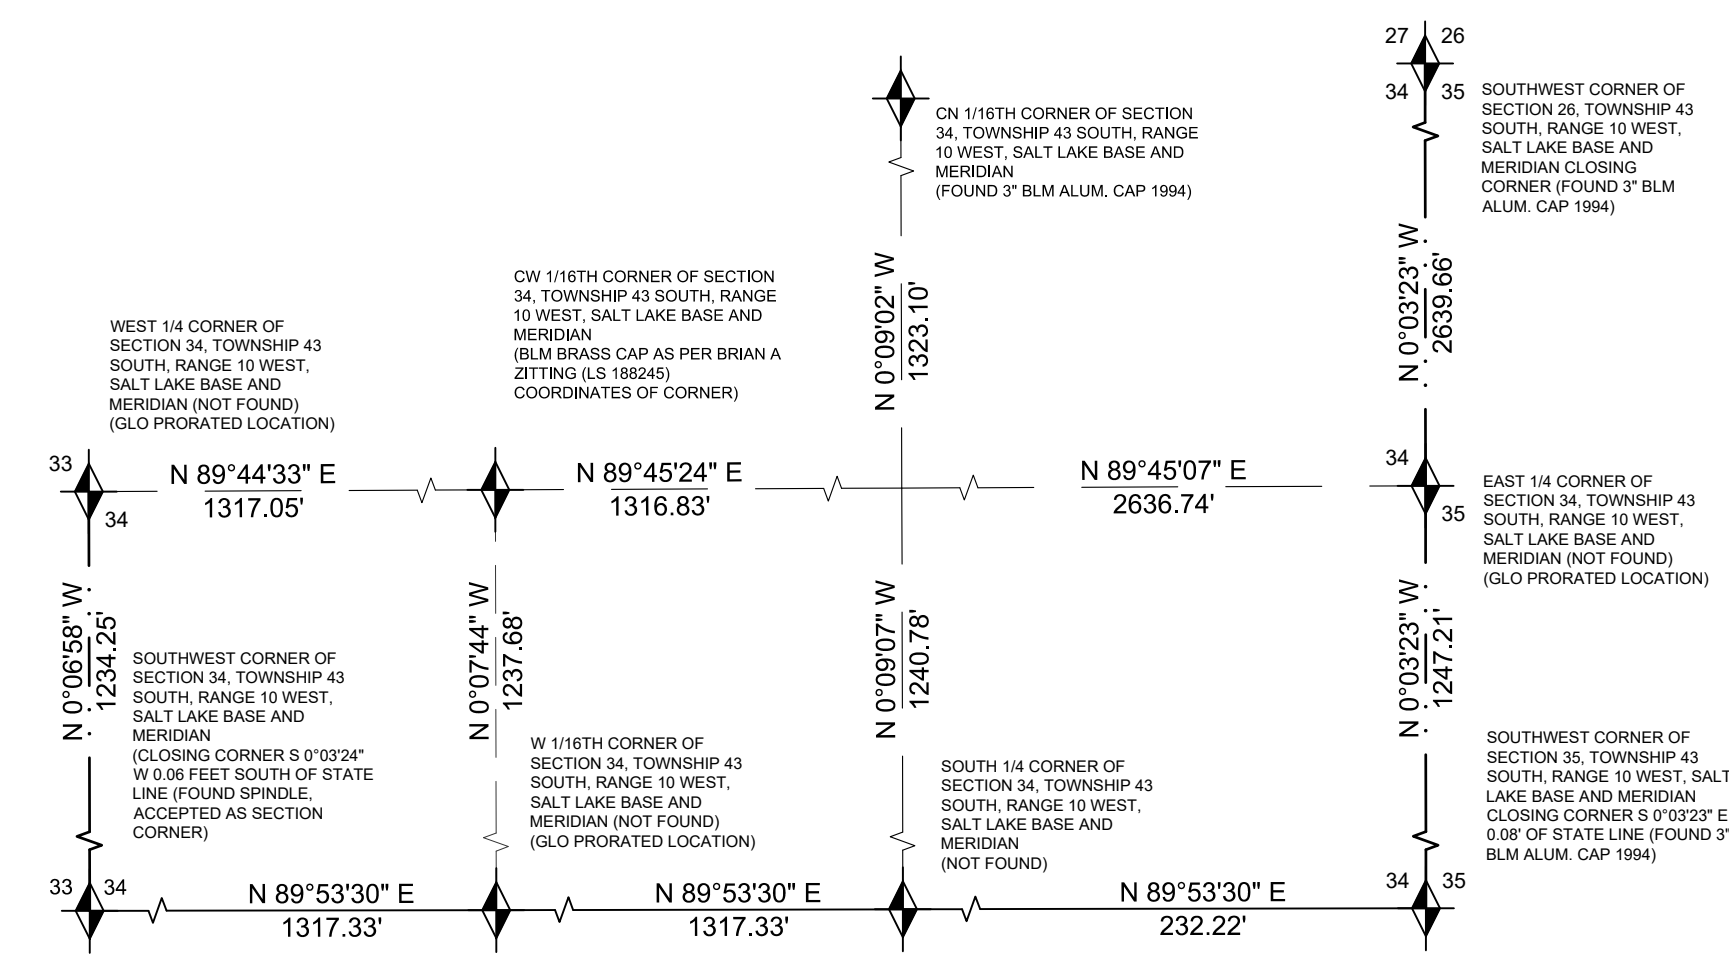 27 26
34 35
SOUTHWEST CORNER OF
SECTION 26, TOWNSHIP 43
SOUTH, RANGE 10 WEST,
SALT LAKE BASE AND
MERIDIAN CLOSING
CORNER (FOUND 3" BLM
ALUM. CAP 1994)
CN 1/16TH CORNER OF SECTION
34, TOWNSHIP 43 SOUTH, RANGE
10 WEST, SALT LAKE BASE AND
MERIDIAN
(FOUND 3" BLM ALUM. CAP 1994)
N 0°09'02" W
1323.10'
N 0°03'23" W
2639.66'
CW 1/16TH CORNER OF SECTION
34, TOWNSHIP 43 SOUTH, RANGE
10 WEST, SALT LAKE BASE AND
MERIDIAN
(BLM BRASS CAP AS PER BRIAN A
ZITTING (LS 188245)
COORDINATES OF CORNER)
WEST 1/4 CORNER OF
SECTION 34, TOWNSHIP 43
SOUTH, RANGE 10 WEST,
SALT LAKE BASE AND
MERIDIAN (NOT FOUND)
(GLO PRORATED LOCATION)
33
34
N 89°44'33" E
1317.05'
N 89°45'24" E
1316.83'
N 89°45'07" E
2636.74'
34
35
EAST 1/4 CORNER OF
SECTION 34, TOWNSHIP 43
SOUTH, RANGE 10 WEST,
SALT LAKE BASE AND
MERIDIAN (NOT FOUND)
(GLO PRORATED LOCATION)
N 0°06'58" W
1234.25'
N 0°07'44" W
1237.68'
N 0°09'07" W
1240.78'
N 0°03'23" W
1247.21'
SOUTHWEST CORNER OF
SECTION 34, TOWNSHIP 43
SOUTH, RANGE 10 WEST,
SALT LAKE BASE AND
MERIDIAN
(CLOSING CORNER S 0°03'24"
W 0.06 FEET SOUTH OF STATE
LINE (FOUND SPINDLE,
ACCEPTED AS SECTION
CORNER)
W 1/16TH CORNER OF
SECTION 34, TOWNSHIP 43
SOUTH, RANGE 10 WEST,
SALT LAKE BASE AND
MERIDIAN (NOT FOUND)
(GLO PRORATED LOCATION)
SOUTH 1/4 CORNER OF
SECTION 34, TOWNSHIP 43
SOUTH, RANGE 10 WEST,
SALT LAKE BASE AND
MERIDIAN
(NOT FOUND)
SOUTHWEST CORNER OF
SECTION 35, TOWNSHIP 43
SOUTH, RANGE 10 WEST, SALT
LAKE BASE AND MERIDIAN
CLOSING CORNER S 0°03'23" E
0.08' OF STATE LINE (FOUND 3"
BLM ALUM. CAP 1994)
33 34
N 89°53'30" E
1317.33'
N 89°53'30" E
1317.33'
N 89°53'30" E
232.22'
34 35